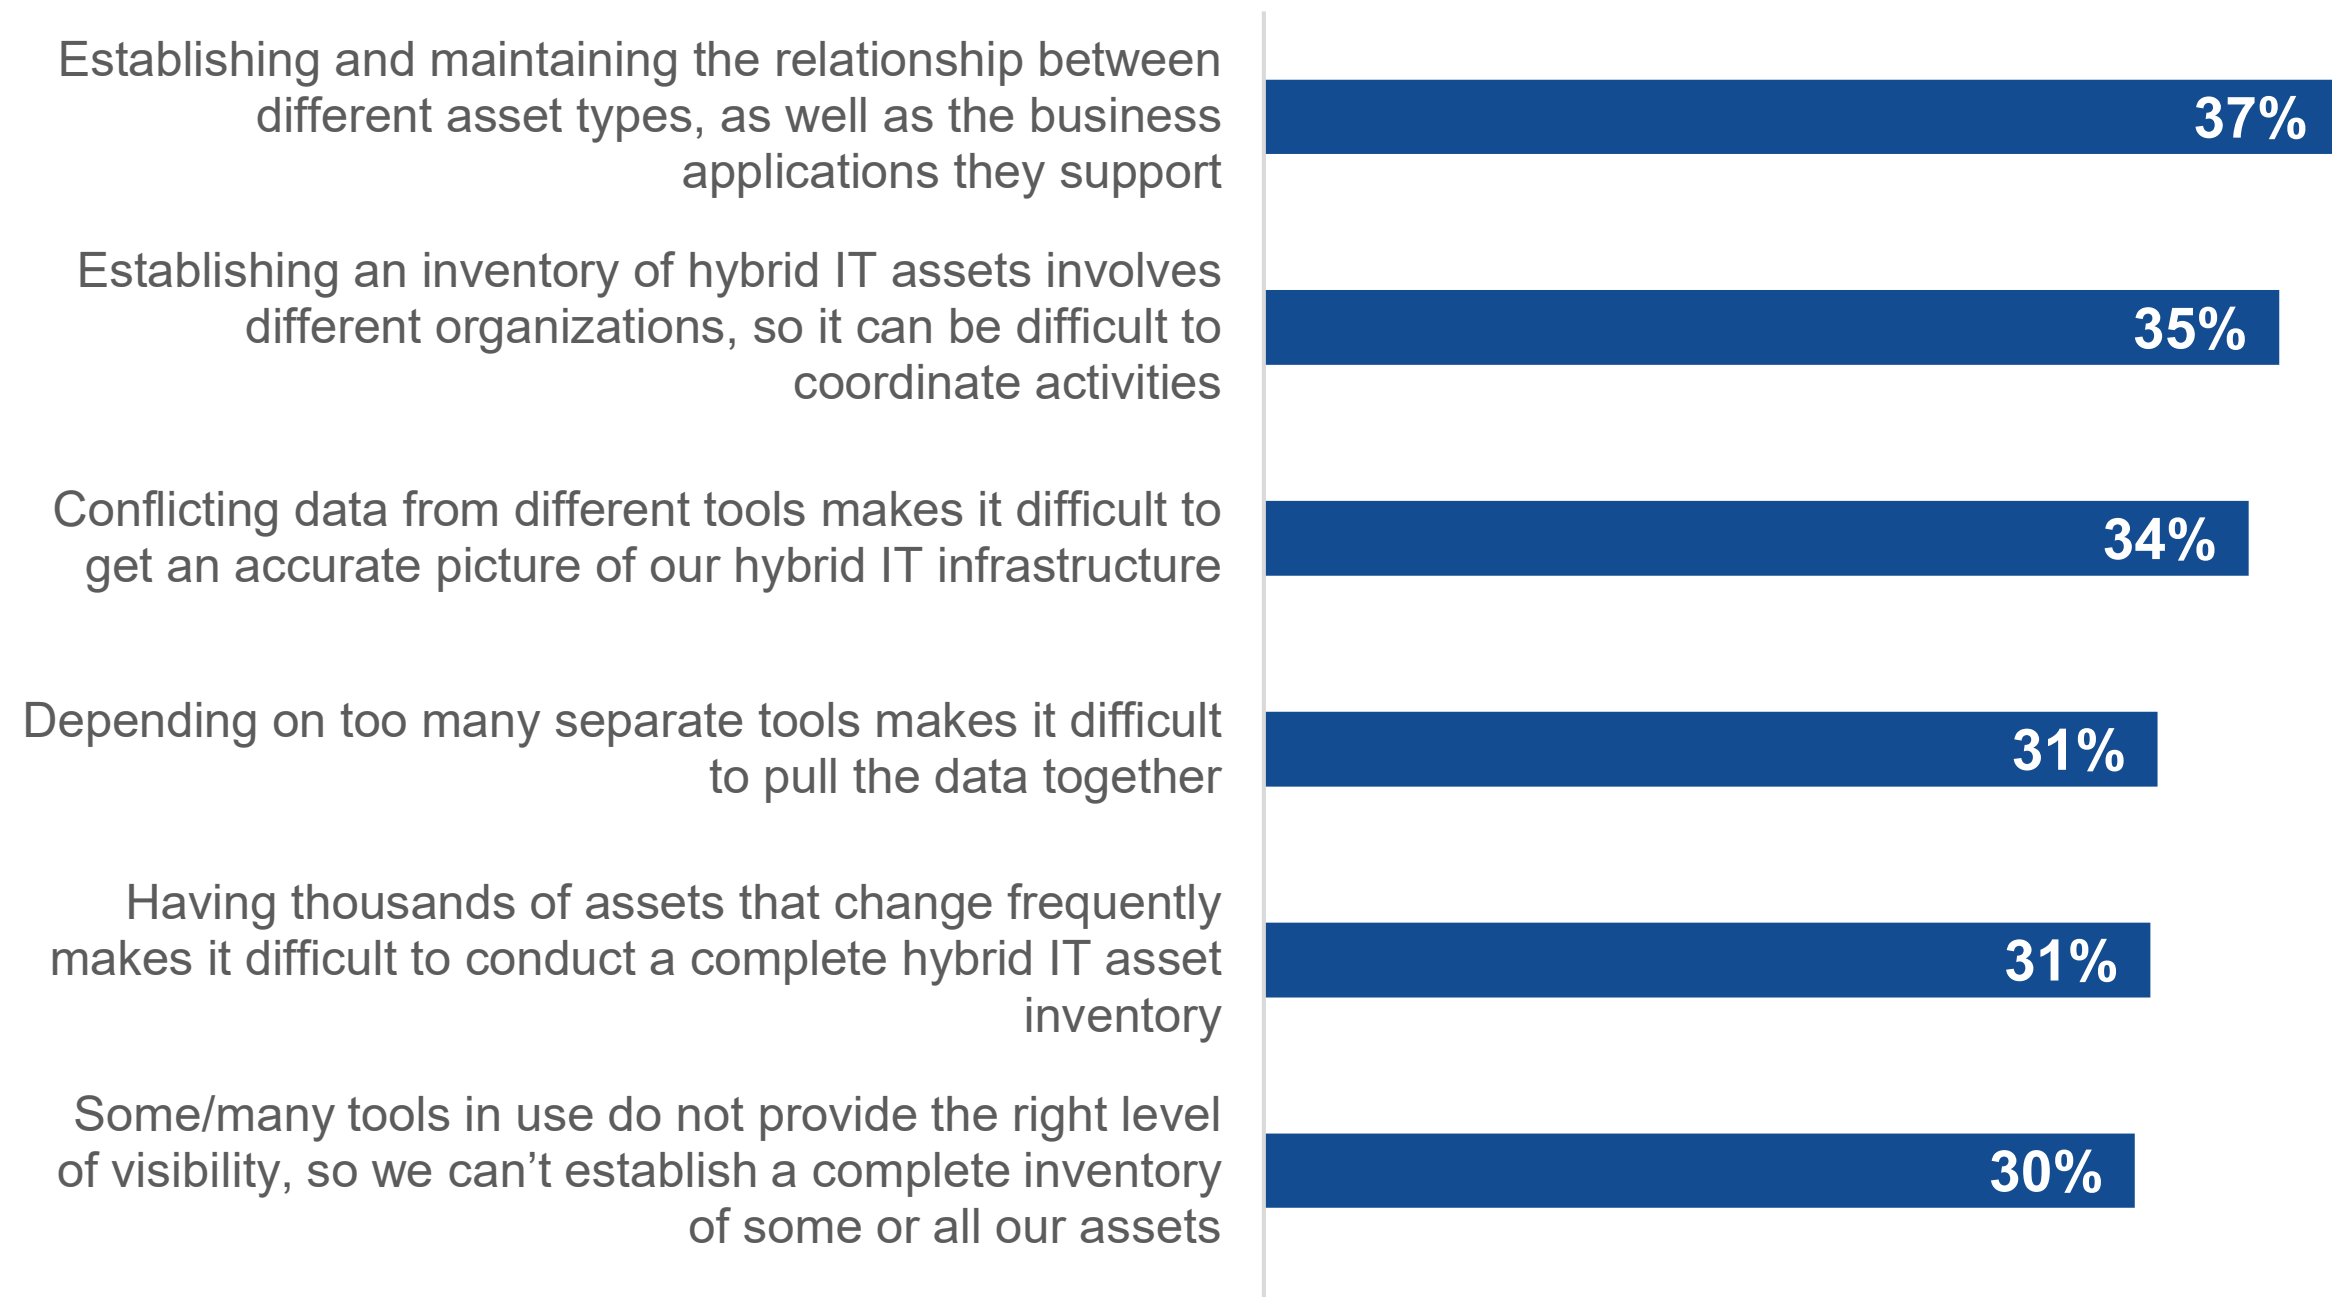 Establishing and maintaining the relationship between
different asset types, as well as the business
applications they support
37%
Establishing an inventory of hybrid IT assets involves
different organizations, so it can be difficult to
coordinate activities
35%
Conflicting data from different tools makes it difficult to
get an accurate picture of our hybrid IT infrastructure
34%
Depending on too many separate tools makes it difficult
to pull the data together
31%
Having thousands of assets that change frequently
makes it difficult to conduct a complete hybrid IT asset
inventory
31%
Some/many tools in use do not provide the right level
of visibility, so we can’t establish a complete inventory
of some or all our assets
30%